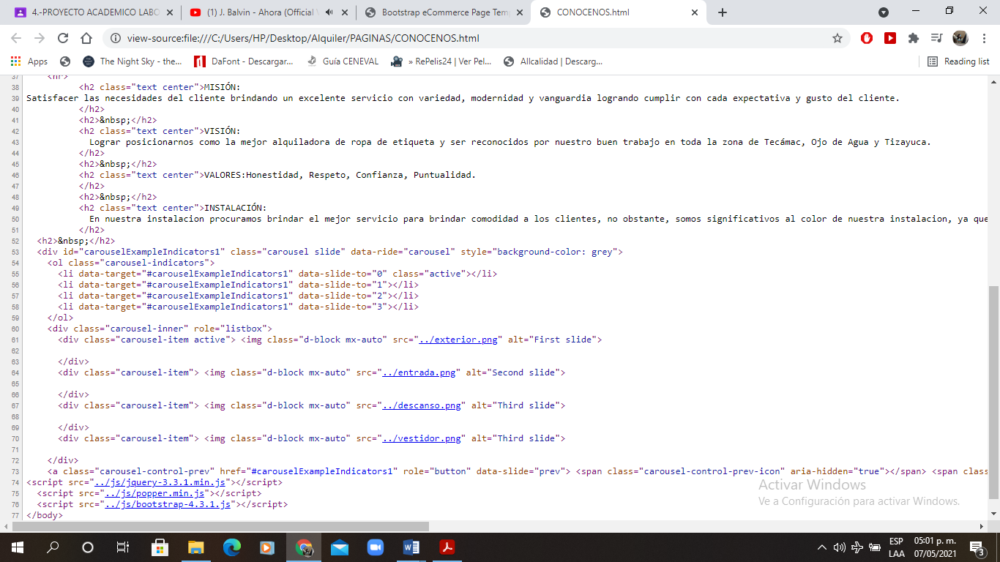 4.-PROYECTO ACADEMICO LABO
(1) J. Balvin - Ahora (Official
Bootstrap eCommerce Page Tem
CONOCENOS.html
view-source:file:///C:/Users/HP/Desktop/Alquiler/PAGINAS/CONOCENOS.html
Apps
The Night Sky - the...
DaFont - Descargar...
Guía CENEVAL
» RePelis24 | Ver Pel...
Allcalidad | Descarg...
Reading list
37 <hr>
38 <h2 class="text center">MISIÓN:
39 Satisfacer las necesidades del cliente brindando un excelente servicio con variedad, modernidad y vanguardia logrando cumplir con cada expectativa y gusto del cliente.
40 </h2>
41 <h2>&nbsp;</h2>
42 <h2 class="text center">VISIÓN:
43 Lograr posicionarnos como la mejor alquiladora de ropa de etiqueta y ser reconocidos por nuestro buen trabajo en toda la zona de Tecámac, Ojo de Agua y Tizayuca.
44 </h2>
45 <h2>&nbsp;</h2>
46 <h2 class="text center">VALORES:Honestidad, Respeto, Confianza, Puntualidad.
47 </h2>
48 <h2>&nbsp;</h2>
49 <h2 class="text center">INSTALACIÓN:
50 En nuestra instalacion procuramos brindar el mejor servicio para brindar comodidad a los clientes, no obstante, somos significativos al color de nuestra instalacion, ya que
51 </h2>
52 <h2>&nbsp;</h2>
53 <div id="carouselExampleIndicators1" class="carousel slide" data-ride="carousel" style="background-color: grey">
54 <ol class="carousel-indicators">
55 <li data-target="#carouselExampleIndicators1" data-slide-to="0" class="active"></li>
56 <li data-target="#carouselExampleIndicators1" data-slide-to="1"></li>
57 <li data-target="#carouselExampleIndicators1" data-slide-to="2"></li>
58 <li data-target="#carouselExampleIndicators1" data-slide-to="3"></li>
59 </ol>
60 <div class="carousel-inner" role="listbox">
61 <div class="carousel-item active"> <img class="d-block mx-auto" src="../exterior.png" alt="First slide">
62
63 </div>
64 <div class="carousel-item"> <img class="d-block mx-auto" src="../entrada.png" alt="Second slide">
65
66 </div>
67 <div class="carousel-item"> <img class="d-block mx-auto" src="../descanso.png" alt="Third slide">
68
69 </div>
70 <div class="carousel-item"> <img class="d-block mx-auto" src="../vestidor.png" alt="Third slide">
71
72 </div>
73 <a class="carousel-control-prev" href="#carouselExampleIndicators1" role="button" data-slide="prev"> <span class="carousel-control-prev-icon" aria-hidden="true"></span> <span clas
74 <script src="../js/jquery-3.3.1.min.js"></script>
75 <script src="../js/popper.min.js"></script>
76 <script src="../js/bootstrap-4.3.1.js"></script>
77 </body>
Activar Windows
Ve a Configuración para activar Windows.
ESP
LAA
05:01 p. m.
07/05/2021
3